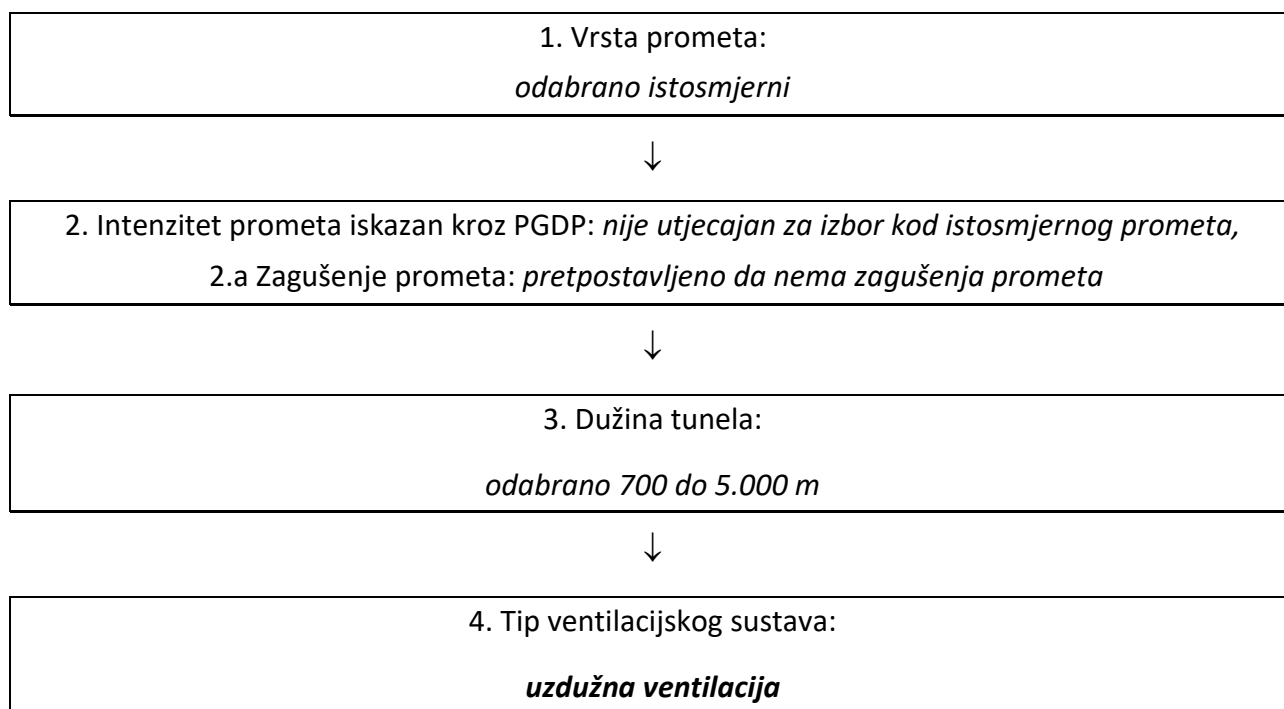 1. Vrsta prometa:
odabrano istosmjerni
↓
2. Intenzitet prometa iskazan kroz PGDP: nije utjecajan za izbor kod istosmjernog prometa,
2.a Zagušenje prometa: pretpostavljeno da nema zagušenja prometa
↓
3. Dužina tunela:
odabrano 700 do 5.000 m
↓
4. Tip ventilacijskog sustava:
uzdužna ventilacija